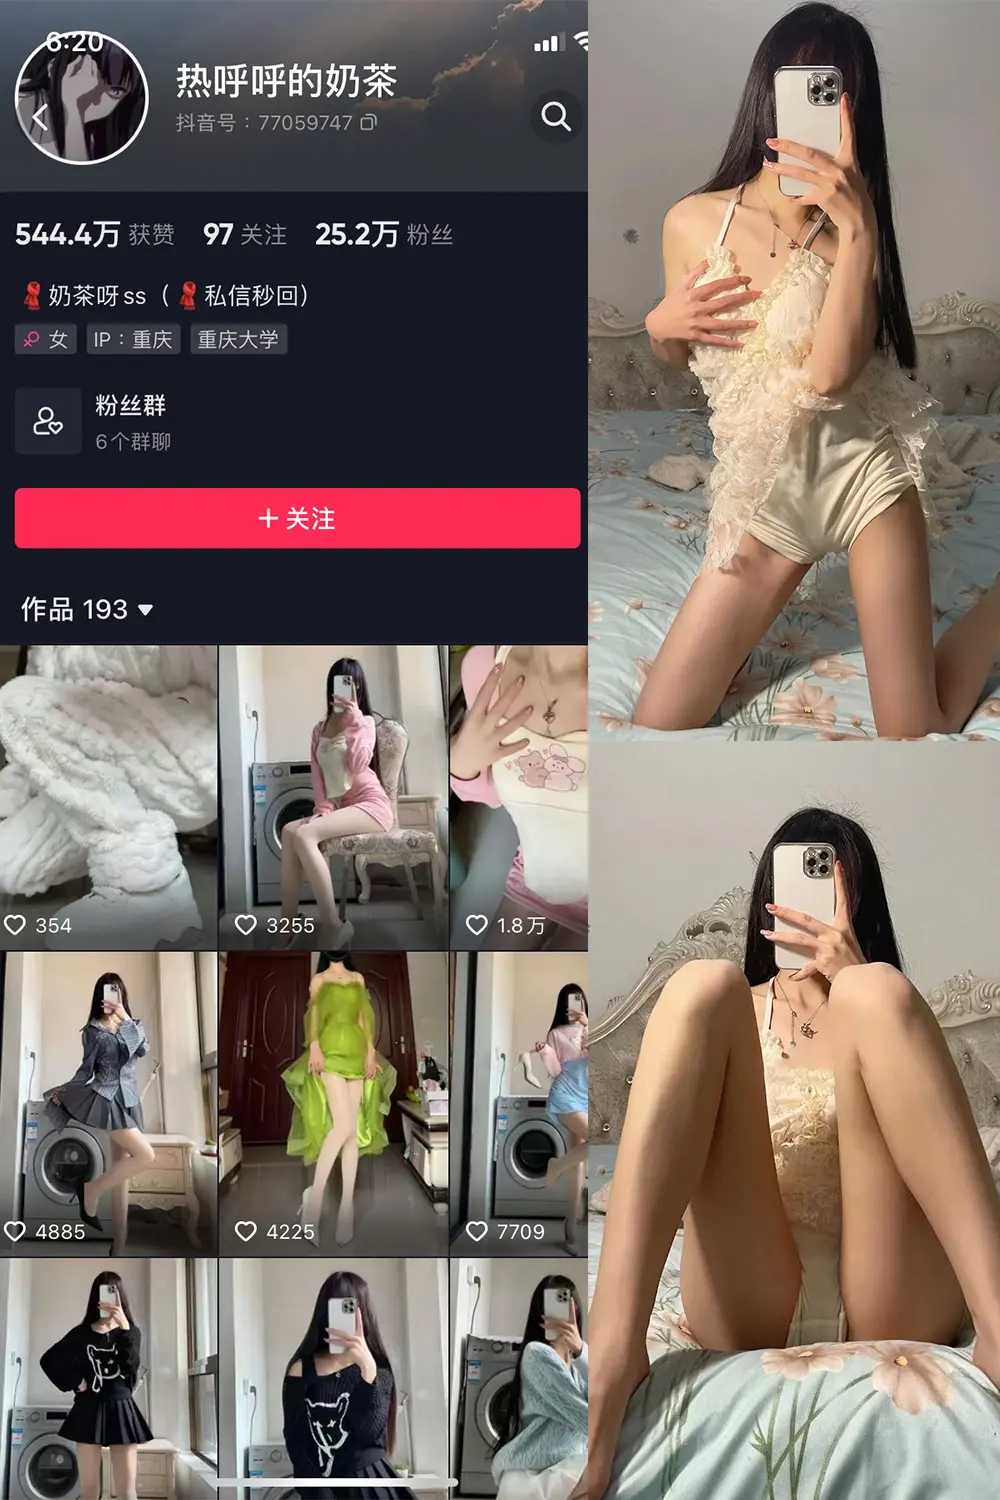 6:20
热呼呼的奶茶
抖音号：77059747
544.4万 获赞 97 关注 25.2万 粉丝
奶茶呀ss（ 私信秒回）
女 IP：重庆 重庆大学
粉丝群
6个群聊
+ 关注
作品 193
354 3255 1.8万
4885 4225 7709